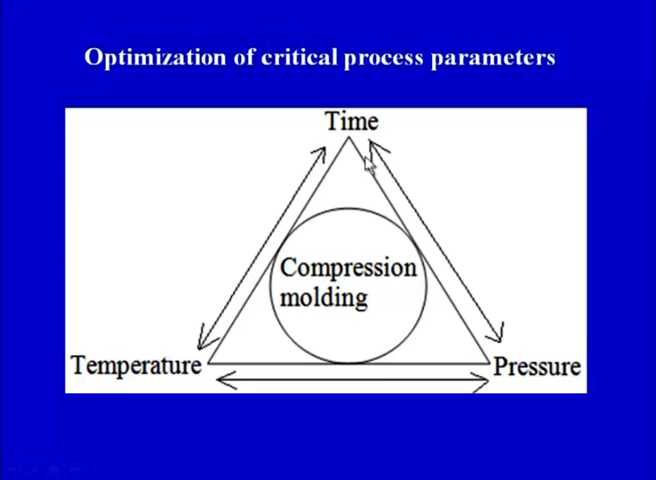 Optimization of critical process parameters
Time
Compression
molding
Temperature
Pressure